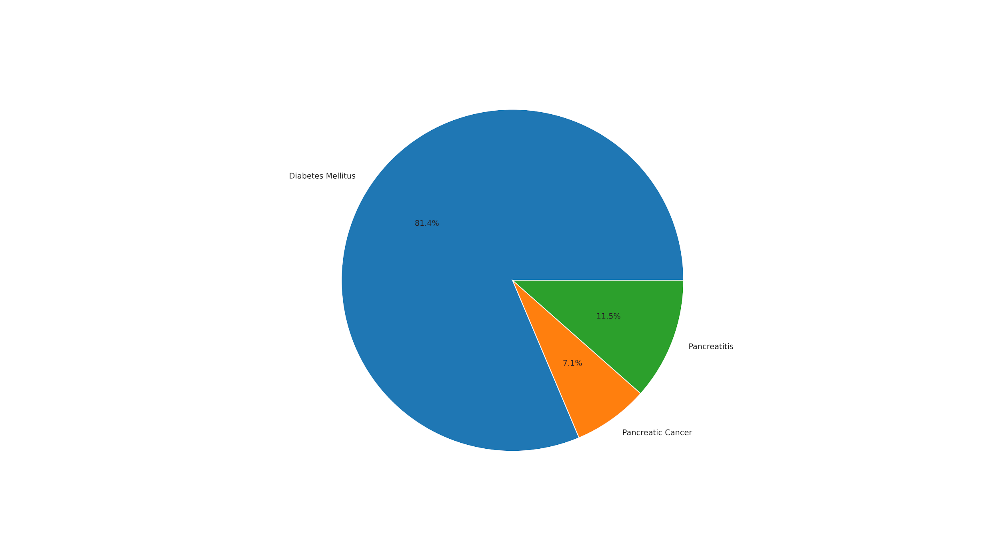 Diabetes Mellitus
81.4%
11.5%
Pancreatitis
7.1%
Pancreatic Cancer